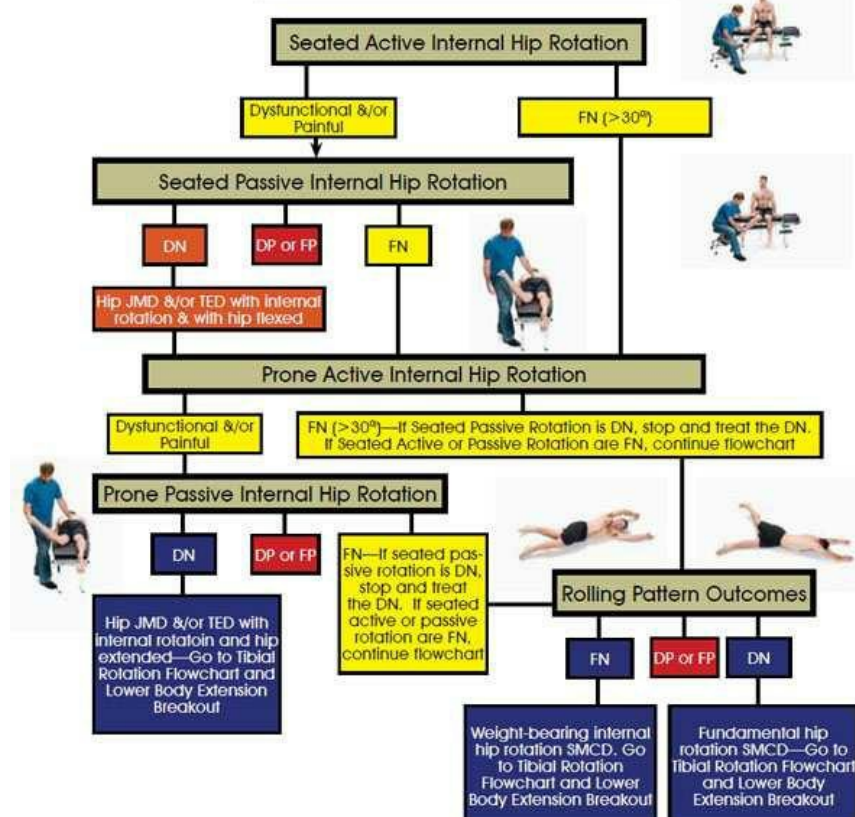 Seated Active Internal Hip Rotation
Dysfunctional &/or
Painful
FN (>30º)
Seated Passive Internal Hip Rotation
DN
DP or FP
FN
Hip JMD &/or TED with internal
rotation & with hip flexed
Prone Active Internal Hip Rotation
Dysfunctional &/or
Painful
FN (>30º)—If Seated Passive Rotation is DN, stop and treat the DN.
If Seated Active or Passive Rotation are FN, continue flowchart
Prone Passive Internal Hip Rotation
DN
DP or FP
FN—If seated pas-
sive rotation is DN,
stop and treat
the DN. If seated
active or passive
rotation are FN,
continue flowchart
Rolling Pattern Outcomes
Hip JMD &/or TED with
internal rotatoin and hip
extended—Go to Tibial
Rotation Flowchart and
Lower Body Extension
Breakout
FN
DP or FP
DN
Weight-bearing internal
hip rotation SMCD. Go
to Tibial Rotation
Flowchart and Lower
Body Extension Breakout
Fundamental hip
rotation SMCD—Go to
Tibial Rotation Flowchart
and Lower Body
Extension Breakout